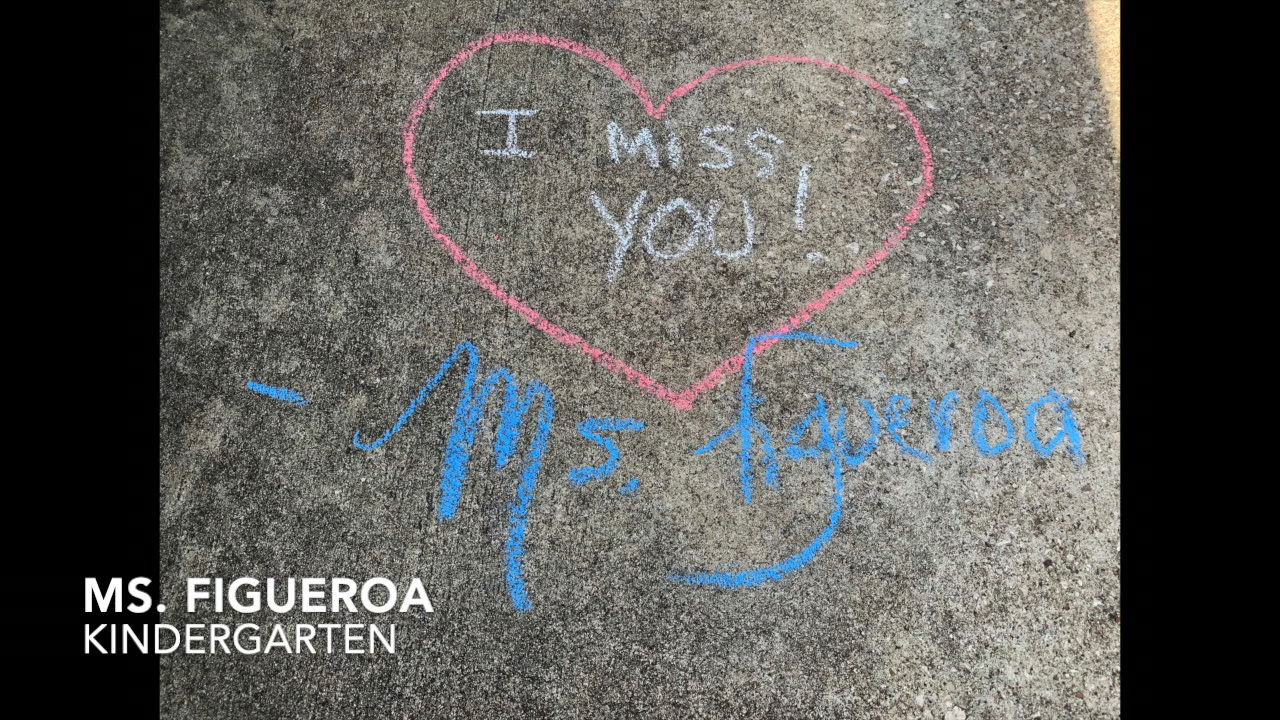 I miss
YOU!
- Ms. Figueroa
MS. FIGUEROA
KINDERGARTEN